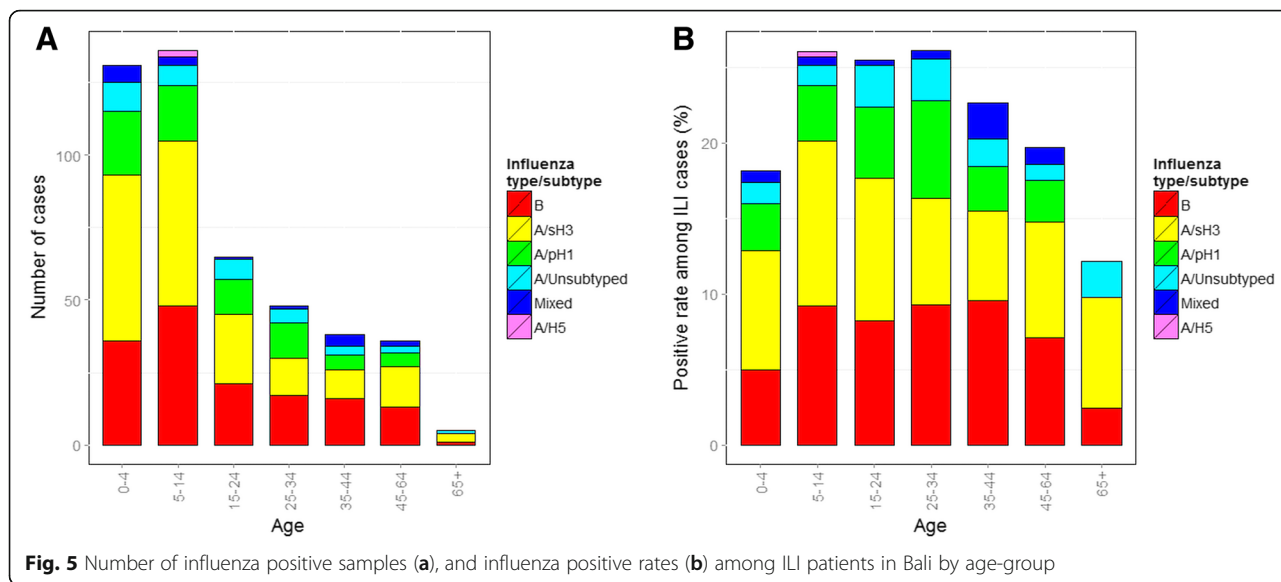 A
Number of cases
100
50
0
0-4
5-14
15-24
25-34
35-44
45-64
65+
Age
Influenza
type/subtype
B
A/sH3
A/pH1
A/Unsubtyped
Mixed
A/H5
B
Positive rate among ILI cases (%)
20
10
0
0-4
5-14
15-24
25-34
35-44
45-64
65+
Age
Influenza
type/subtype
B
A/sH3
A/pH1
A/Unsubtyped
Mixed
A/H5
Fig. 5 Number of influenza positive samples (a), and influenza positive rates (b) among ILI patients in Bali by age-group